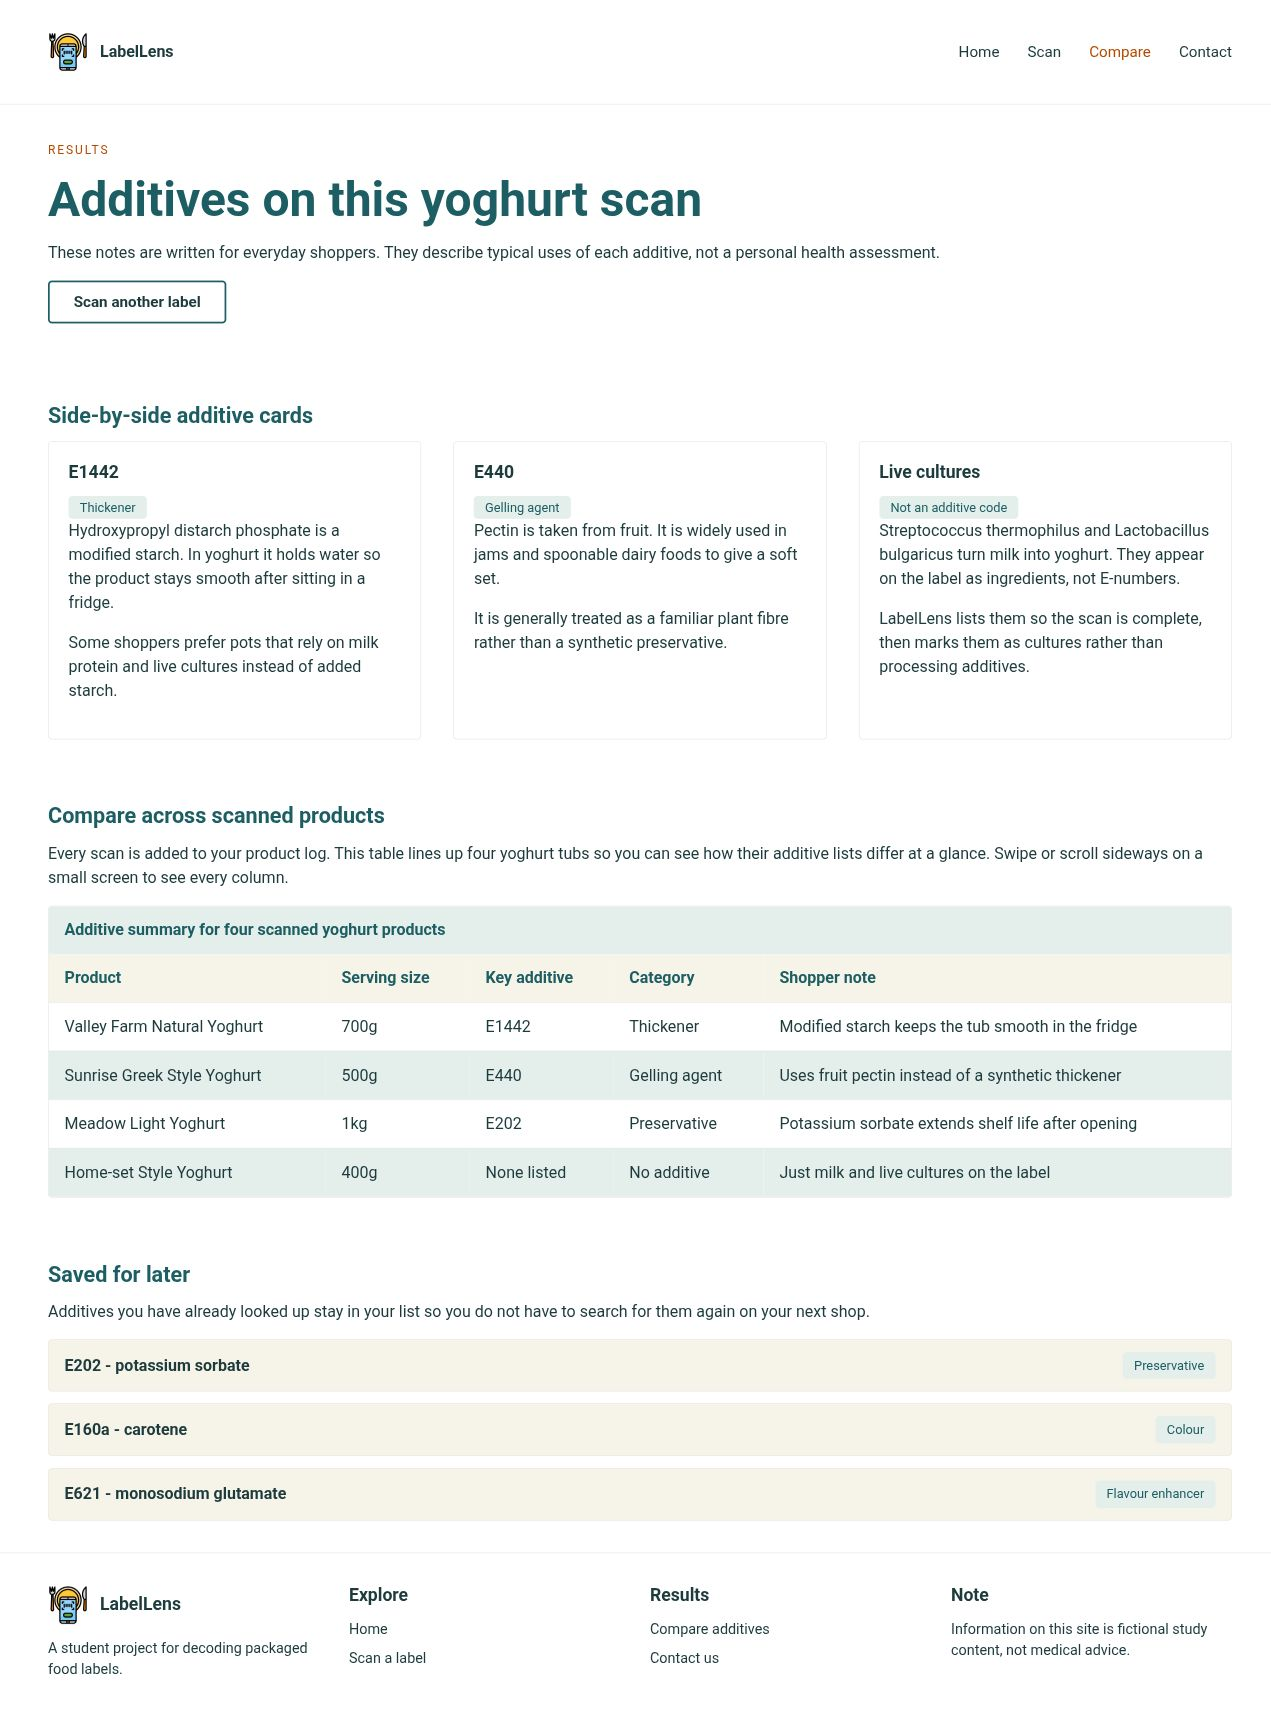 LabelLens
Home Scan Compare Contact
RESULTS
Additives on this yoghurt scan
These notes are written for everyday shoppers. They describe typical uses of each additive, not a personal health assessment.
Scan another label
Side-by-side additive cards
E1442
Thickener
Hydroxypropyl distarch phosphate is a
modified starch. In yoghurt it holds water so
the product stays smooth after sitting in a
fridge.
Some shoppers prefer pots that rely on milk
protein and live cultures instead of added
starch.
E440
Gelling agent
Pectin is taken from fruit. It is widely used in
jams and spoonable dairy foods to give a soft
set.
It is generally treated as a familiar plant fibre
rather than a synthetic preservative.
Live cultures
Not an additive code
Streptococcus thermophilus and Lactobacillus
bulgaricus turn milk into yoghurt. They appear
on the label as ingredients, not E-numbers.
LabelLens lists them so the scan is complete,
then marks them as cultures rather than
processing additives.
Compare across scanned products
Every scan is added to your product log. This table lines up four yoghurt tubs so you can see how their additive lists differ at a glance. Swipe or scroll sideways on a
small screen to see every column.
Additive summary for four scanned yoghurt products
Product Serving size Key additive Category Shopper note
Valley Farm Natural Yoghurt 700g E1442 Thickener Modified starch keeps the tub smooth in the fridge
Sunrise Greek Style Yoghurt 500g E440 Gelling agent Uses fruit pectin instead of a synthetic thickener
Meadow Light Yoghurt 1kg E202 Preservative Potassium sorbate extends shelf life after opening
Home-set Style Yoghurt 400g None listed No additive Just milk and live cultures on the label
Saved for later
Additives you have already looked up stay in your list so you do not have to search for them again on your next shop.
E202 - potassium sorbate Preservative
E160a - carotene Colour
E621 - monosodium glutamate Flavour enhancer
LabelLens
A student project for decoding packaged
food labels.
Explore
Home
Scan a label
Results
Compare additives
Contact us
Note
Information on this site is fictional study
content, not medical advice.